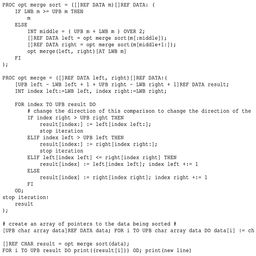 PROC opt merge sort = ([]REF DATA m)[]REF DATA: (
    IF LWB m >= UPB m THEN
        m
    ELSE
        INT middle = ( UPB m + LWB m ) OVER 2;
        []REF DATA left = opt merge sort(m[:middle]);
        []REF DATA right = opt merge sort(m[middle+1:]);
        opt merge(left, right)[AT LWB m]
    FI
);

PROC opt merge = ([]REF DATA left, right)[]REF DATA:(
    [UPB left - LWB left + 1 + UPB right - LWB right + 1]REF DATA result;
    INT index left:=LWB left, index right:=LWB right;

    FOR index TO UPB result DO
        # change the direction of this comparison to change the direction of the
        IF index right > UPB right THEN
            result[index:] := left[index left:];
            stop iteration
        ELIF index left > UPB left THEN
            result[index:] := right[index right:];
            stop iteration
        ELIF left[index left] <= right[index right] THEN
            result[index] := left[index left]; index left +:= 1
        ELSE
            result[index] := right[index right]; index right +:= 1
        FI
    OD;
stop iteration:
    result
);

# create an array of pointers to the data being sorted #
[UPB char array data]REF DATA data; FOR i TO UPB char array data DO data[i] := ch

[]REF CHAR result = opt merge sort(data);
FOR i TO UPB result DO print((result[i])) OD; print(new line)